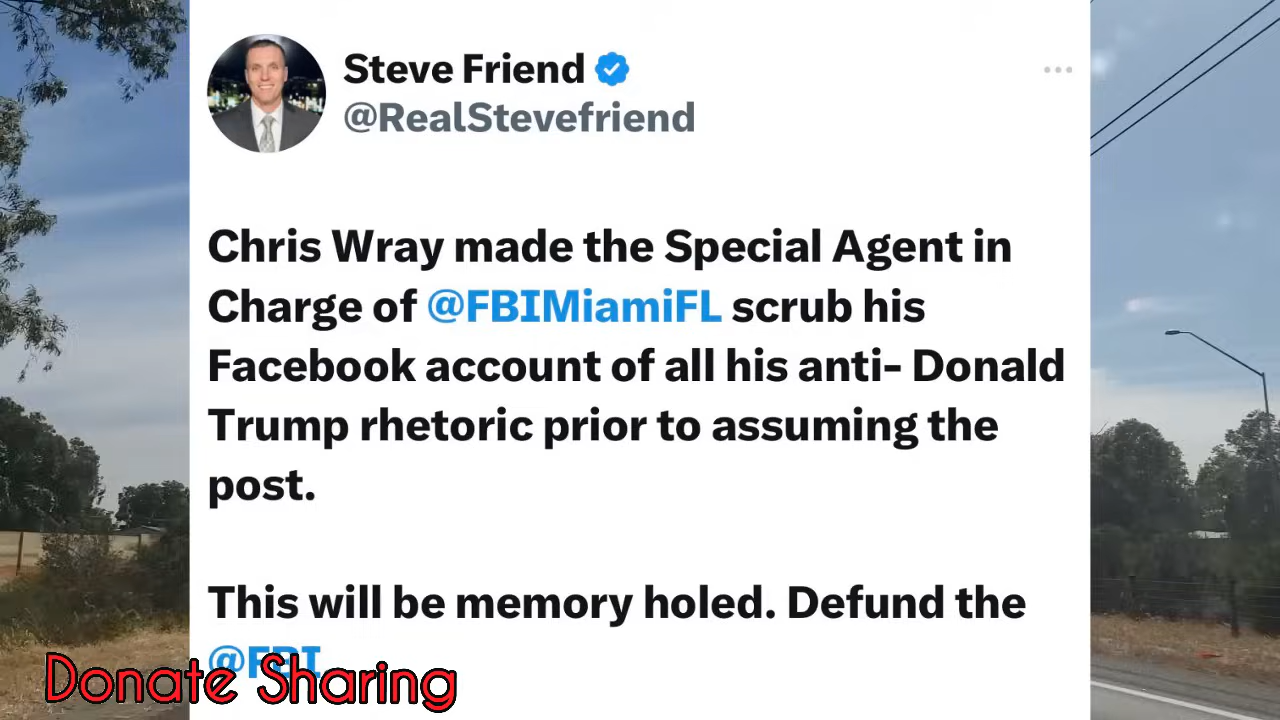 Steve Friend
@RealStevefriend
Chris Wray made the Special Agent in
Charge of @FBIMiamiFL scrub his
Facebook account of all his anti- Donald
Trump rhetoric prior to assuming the
post.
This will be memory holed. Defund the
@FBI
Donate Sharing